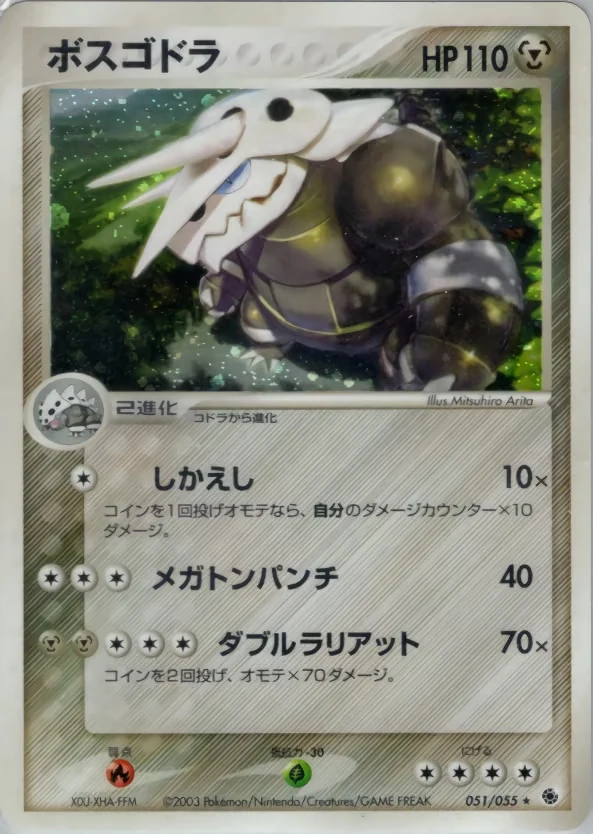 ボスゴドラ HP110
Illus. Mitsuhiro Arita
2進化
コドラから進化
しかえし 10×
コインを1回投げオモテなら、自分のダメージカウンター×10
ダメージ。
メガトンパンチ 40
ダブルラリアット 70×
コインを2回投げ、オモテ×70ダメージ。
弱点 抵抗力-30 にげる
XDU-XHA-FFM ©2003 Pokémon/Nintendo/Creatures/GAME FREAK 051/055 ★